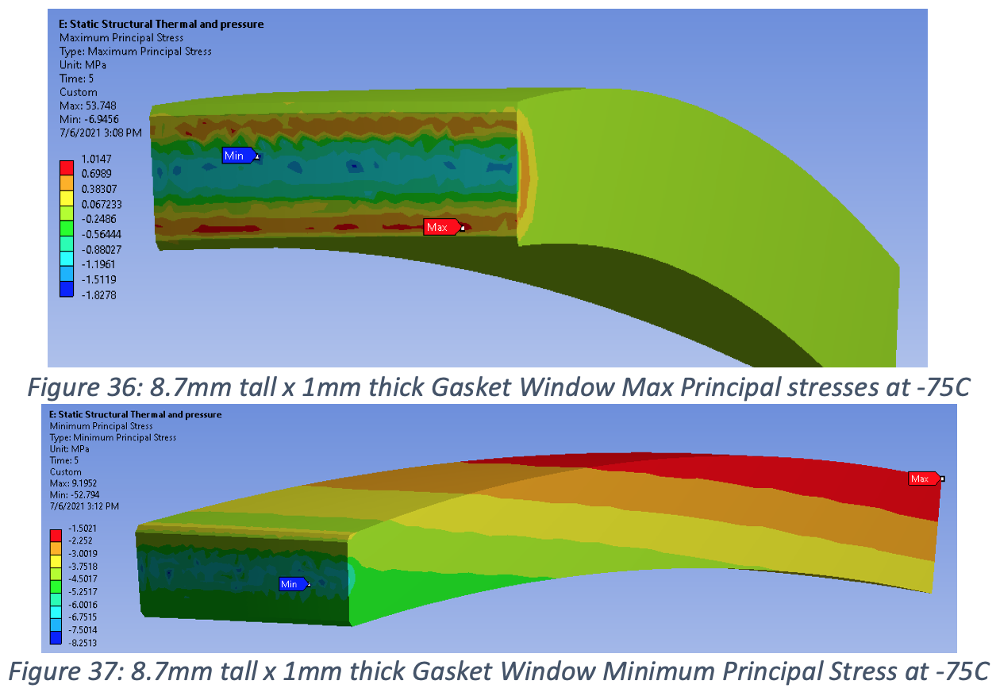 E: Static Structural Thermal and pressure
Maximum Principal Stress
Type: Maximum Principal Stress
Unit: MPa
Time: 5
Custom
Max: 53.748
Min: -6.9456
7/6/2021 3:08 PM
1.0147
0.6989
0.38307
0.067233
-0.2486
-0.56444
-0.88027
-1.1961
-1.5119
-1.8278
Min
Max
Figure 36: 8.7mm tall x 1mm thick Gasket Window Max Principal stresses at -75C
E: Static Structural Thermal and pressure
Minimum Principal Stress
Type: Minimum Principal Stress
Unit: MPa
Time: 5
Custom
Max: 9.1952
Min: -52.794
7/6/2021 3:12 PM
-1.5021
-2.252
-3.0019
-3.7518
-4.5017
-5.2517
-6.0016
-6.7515
-7.5014
-8.2513
Max
Min
Figure 37: 8.7mm tall x 1mm thick Gasket Window Minimum Principal Stress at -75C